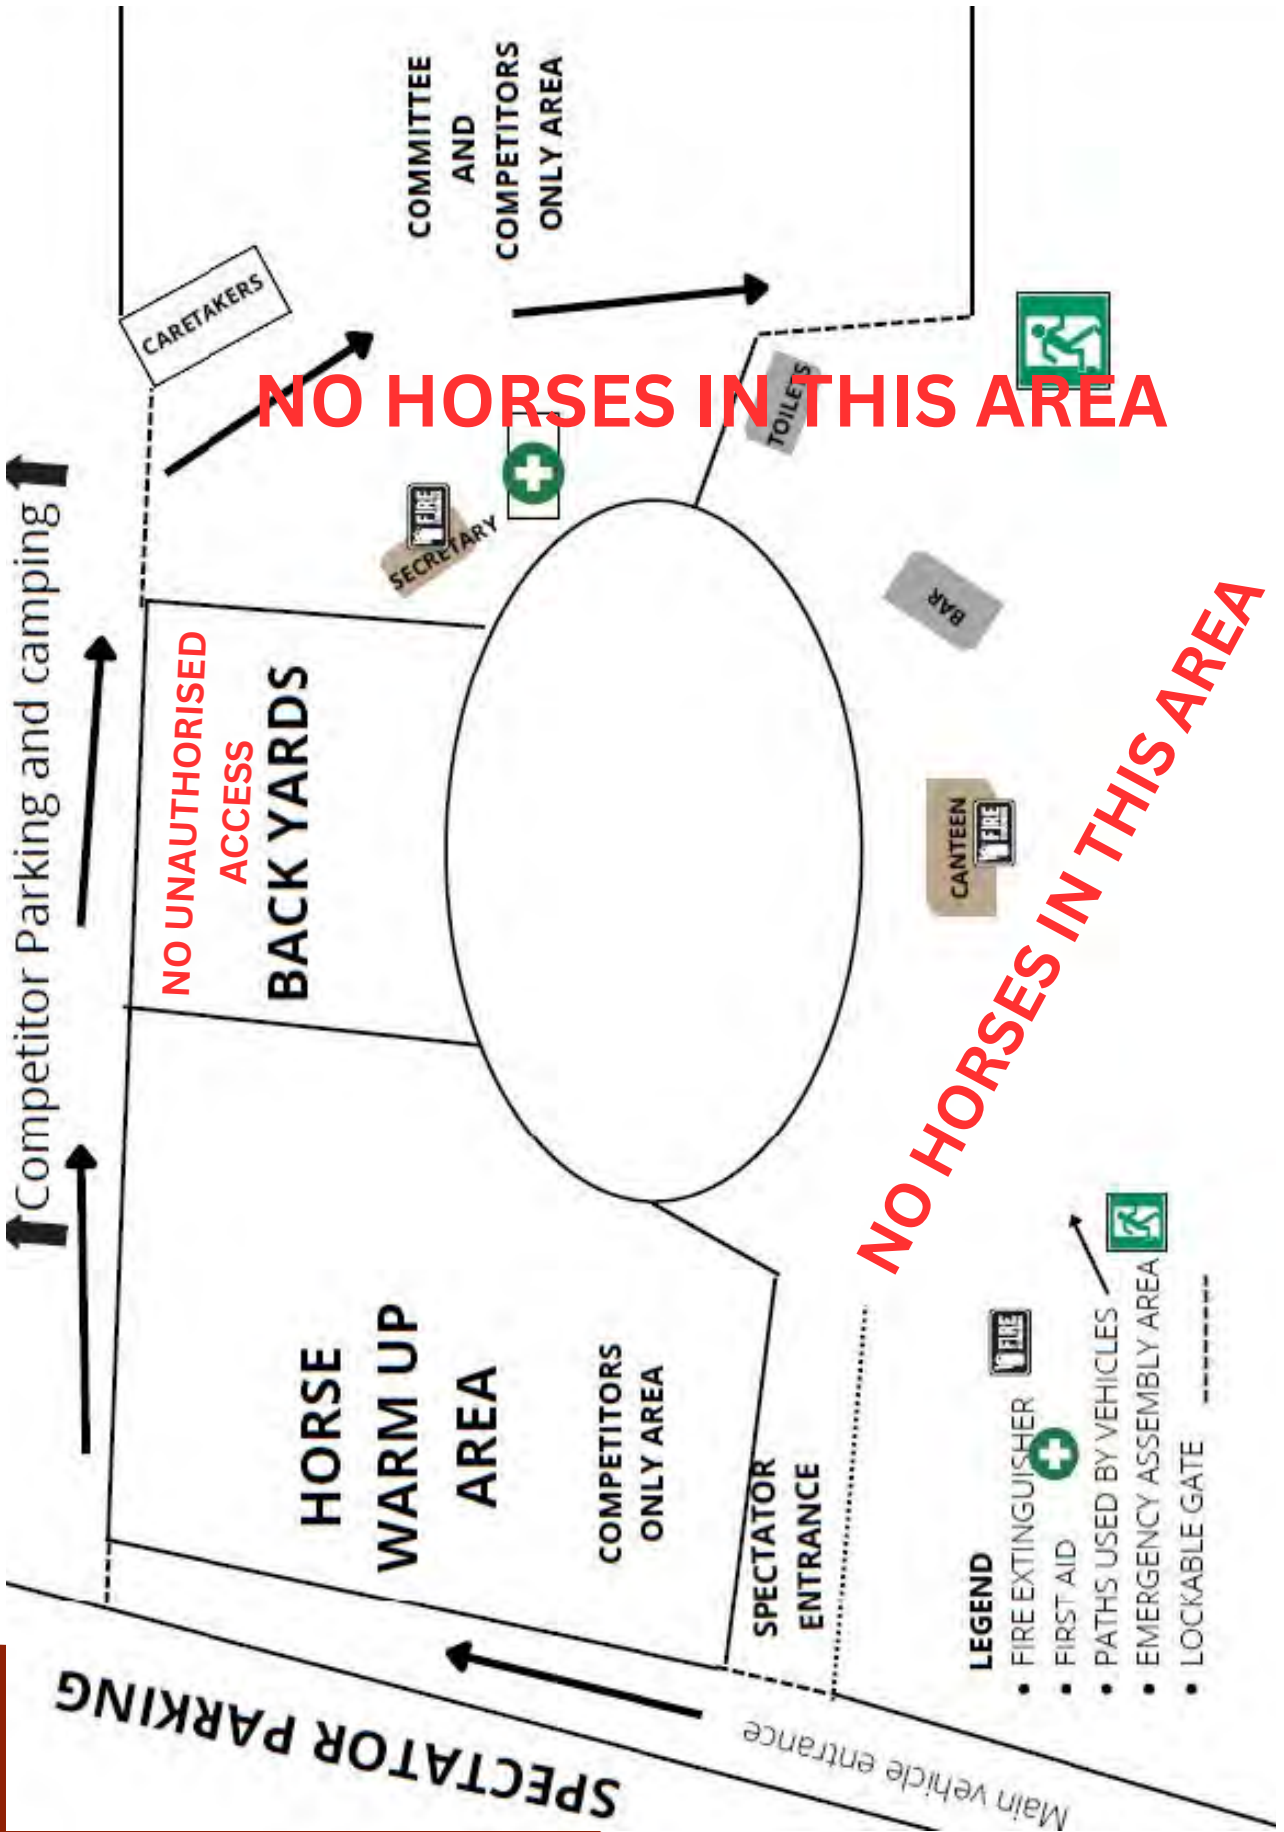 COMMITTEE
AND
COMPETITORS
ONLY AREA
CARETAKERS
NO HORSES IN THIS AREA
TOILETS
FIRE
SECRETARY
Competitor Parking and camping
NO UNAUTHORISED
ACCESS
BACK YARDS
BAR
CANTEEN
FIRE
NO HORSES IN THIS AREA
HORSE
WARM UP
AREA
COMPETITORS
ONLY AREA
SPECTATOR
ENTRANCE
SPECTATOR PARKING
Main vehicle entrance
LEGEND
• FIRE EXTINGUISHER
FIRE
• FIRST AID
• PATHS USED BY VEHICLES
• EMERGENCY ASSEMBLY AREA
• LOCKABLE GATE